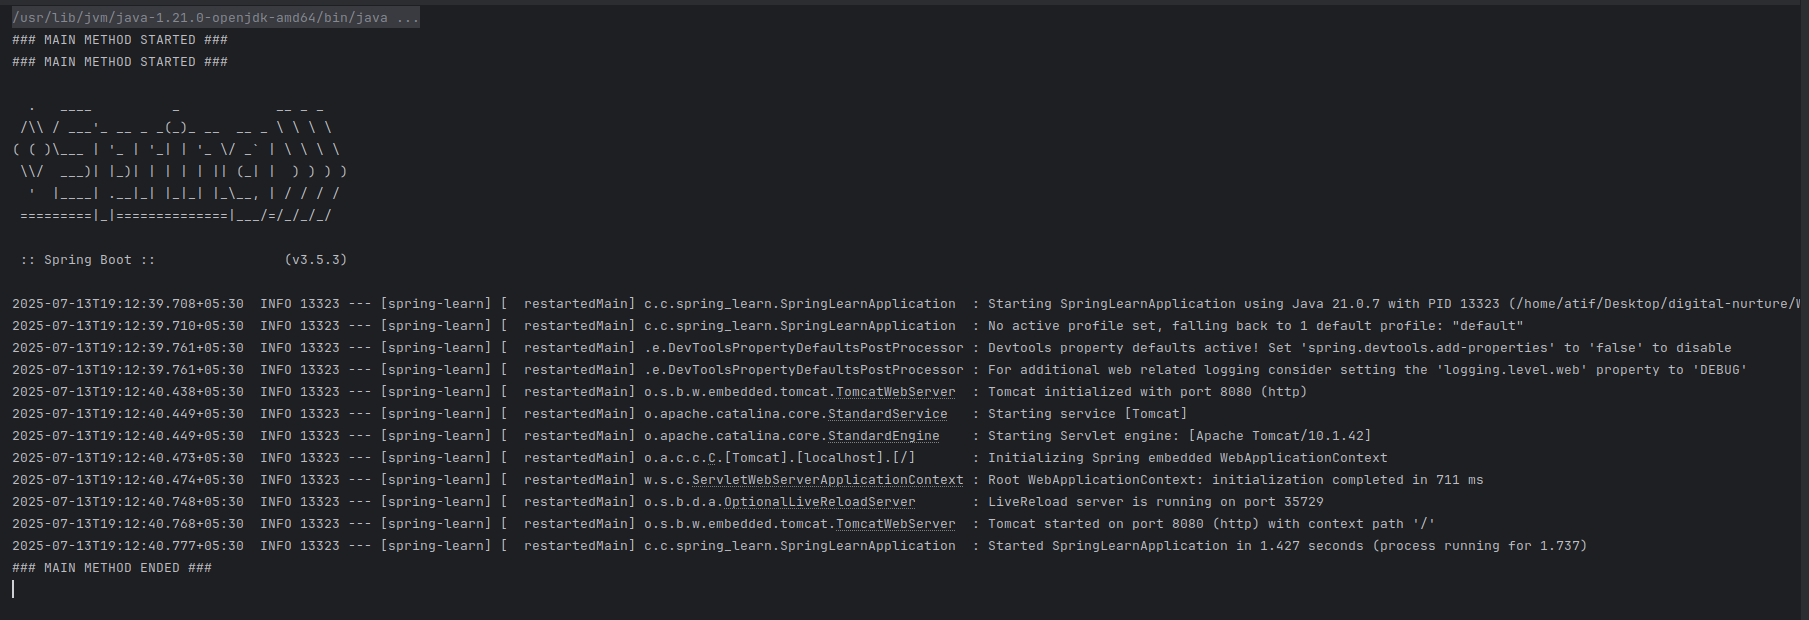 /usr/lib/jvm/java-1.21.0-openjdk-amd64/bin/java ...
### MAIN METHOD STARTED ###
### MAIN METHOD STARTED ###

  .   ____          _            __ _ _
 /\\ / ___'_ __ _ _(_)_ __  __ _ \ \ \ \
( ( )\___ | '_ | '_| | '_ \/ _` | \ \ \ \
 \\/  ___)| |_)| | | | | || (_| |  ) ) ) )
  '  |____| .__|_| |_|_| |_\__, | / / / /
 =========|_|==============|___/=/_/_/_/

 :: Spring Boot ::                (v3.5.3)

2025-07-13T19:12:39.708+05:30  INFO 13323 --- [spring-learn] [  restartedMain] c.c.spring_learn.SpringLearnApplication  : Starting SpringLearnApplication using Java 21.0.7 with PID 13323 (/home/atif/Desktop/digital-nurture/
2025-07-13T19:12:39.710+05:30  INFO 13323 --- [spring-learn] [  restartedMain] c.c.spring_learn.SpringLearnApplication  : No active profile set, falling back to 1 default profile: "default"
2025-07-13T19:12:39.761+05:30  INFO 13323 --- [spring-learn] [  restartedMain] .e.DevToolsPropertyDefaultsPostProcessor : Devtools property defaults active! Set 'spring.devtools.add-properties' to 'false' to disable
2025-07-13T19:12:39.761+05:30  INFO 13323 --- [spring-learn] [  restartedMain] .e.DevToolsPropertyDefaultsPostProcessor : For additional web related logging consider setting the 'logging.level.web' property to 'DEBUG'
2025-07-13T19:12:40.438+05:30  INFO 13323 --- [spring-learn] [  restartedMain] o.s.b.w.embedded.tomcat.TomcatWebServer  : Tomcat initialized with port 8080 (http)
2025-07-13T19:12:40.449+05:30  INFO 13323 --- [spring-learn] [  restartedMain] o.apache.catalina.core.StandardService   : Starting service [Tomcat]
2025-07-13T19:12:40.449+05:30  INFO 13323 --- [spring-learn] [  restartedMain] o.apache.catalina.core.StandardEngine    : Starting Servlet engine: [Apache Tomcat/10.1.42]
2025-07-13T19:12:40.473+05:30  INFO 13323 --- [spring-learn] [  restartedMain] o.a.c.c.C.[Tomcat].[localhost].[/]       : Initializing Spring embedded WebApplicationContext
2025-07-13T19:12:40.474+05:30  INFO 13323 --- [spring-learn] [  restartedMain] w.s.c.ServletWebServerApplicationContext : Root WebApplicationContext: initialization completed in 711 ms
2025-07-13T19:12:40.748+05:30  INFO 13323 --- [spring-learn] [  restartedMain] o.s.b.d.a.OptionalLiveReloadServer       : LiveReload server is running on port 35729
2025-07-13T19:12:40.768+05:30  INFO 13323 --- [spring-learn] [  restartedMain] o.s.b.w.embedded.tomcat.TomcatWebServer  : Tomcat started on port 8080 (http) with context path '/'
2025-07-13T19:12:40.777+05:30  INFO 13323 --- [spring-learn] [  restartedMain] c.c.spring_learn.SpringLearnApplication  : Started SpringLearnApplication in 1.427 seconds (process running for 1.737)
### MAIN METHOD ENDED ###